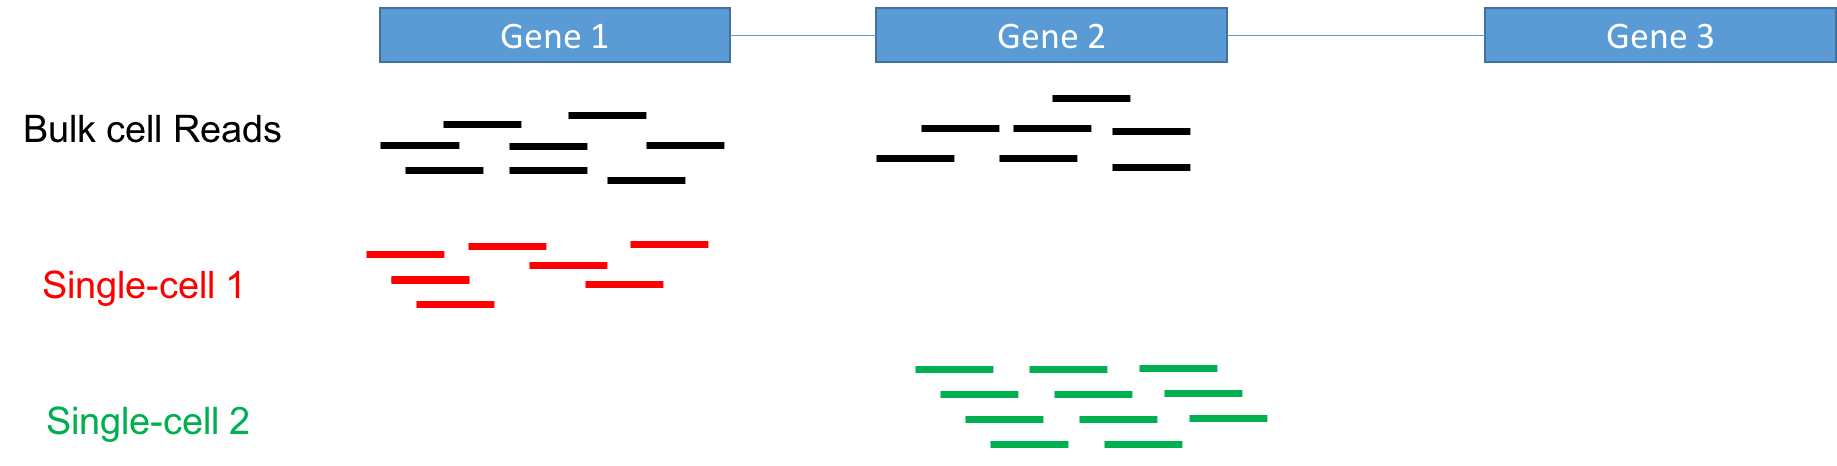 Gene 1
Gene 2
Gene 3
Bulk cell Reads
Single-cell 1
Single-cell 2